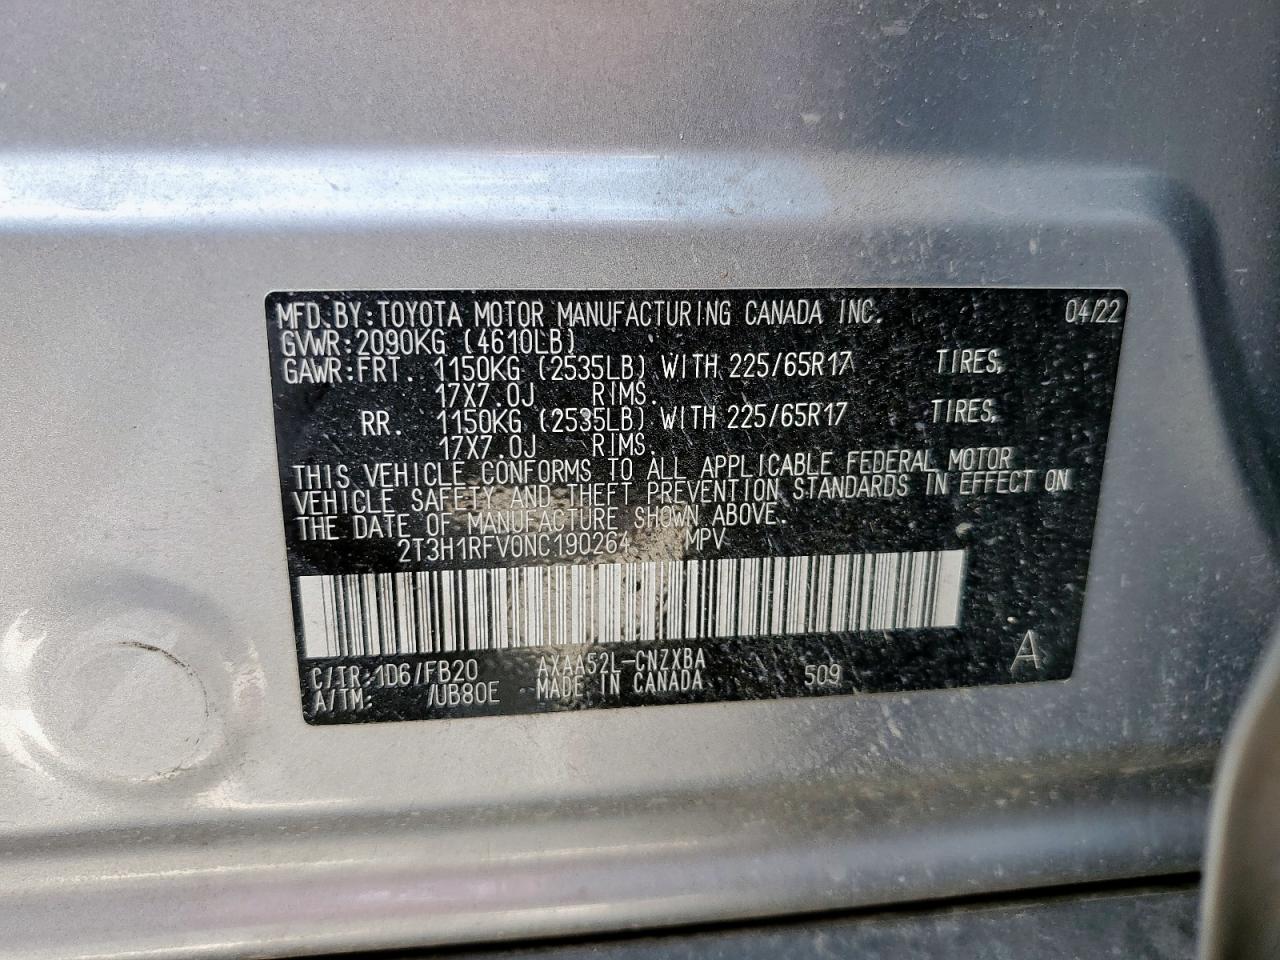 MFD.BY:TOYOTA MOTOR MANUFACTURING CANADA INC. 04/22
GVWR:2090KG (4610LB)
GAWR:FRT. 1150KG (2535LB) WITH 225/65R17 TIRES,
17X7.0J RIMS.
RR. 1150KG (2535LB) WITH 225/65R17 TIRES,
17X7.0J RIMS.
THIS VEHICLE CONFORMS TO ALL APPLICABLE FEDERAL MOTOR
VEHICLE SAFETY AND THEFT PREVENTION STANDARDS IN EFFECT ON
THE DATE OF MANUFACTURE SHOWN ABOVE.
2T3H1RFV0NC190264 MPV
C/TR:1D6/FB20 AXAA52L-CNZXBA 509 A
A/TM: /UB80E MADE IN CANADA